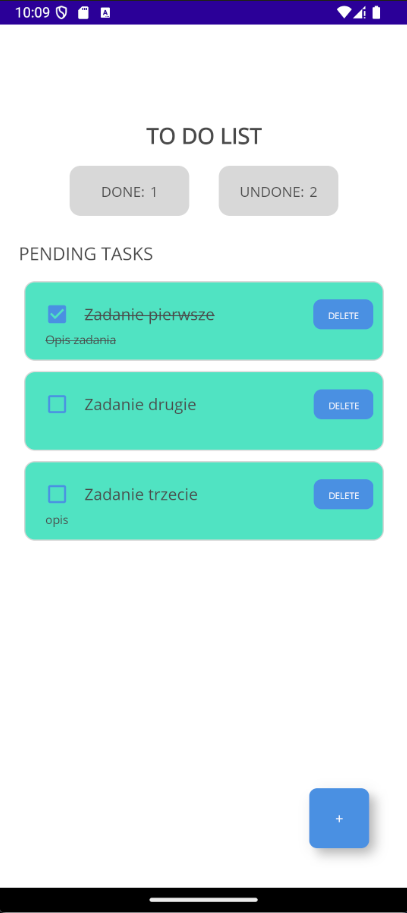 10:09
TO DO LIST
DONE: 1 UNDONE: 2
PENDING TASKS
Zadanie pierwsze DELETE
Opis zadania
Zadanie drugie DELETE
Zadanie trzecie DELETE
opis
+